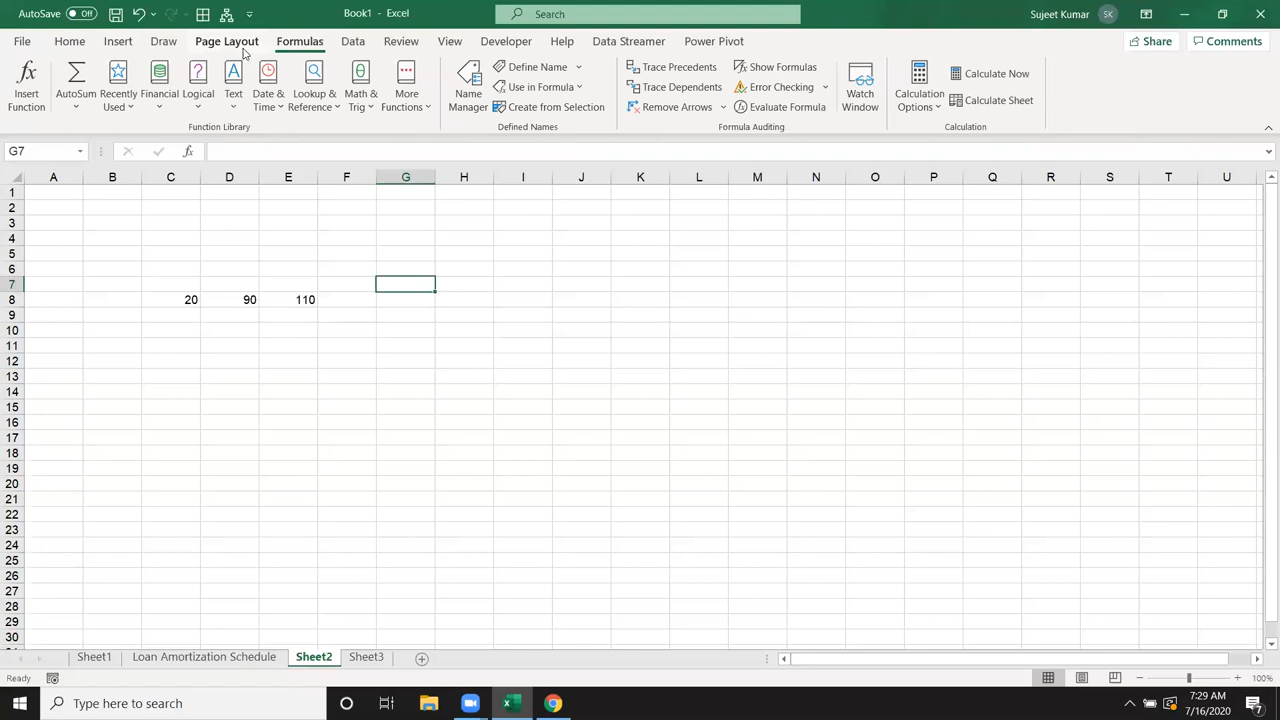 AutoSave Off Book1 - Excel Search Sujeet Kumar SK
File Home Insert Draw Page Layout Formulas Data Review View Developer Help Data Streamer Power Pivot Share Comments
Insert Function
AutoSum
Recently Used
Financial
Logical
Text
Date & Time
Lookup & Reference
Math & Trig
More Functions
Function Library
Name Manager
Define Name
Use in Formula
Create from Selection
Defined Names
Trace Precedents
Trace Dependents
Remove Arrows
Show Formulas
Error Checking
Evaluate Formula
Formula Auditing
Watch Window
Calculation Options
Calculate Now
Calculate Sheet
Calculation
G7 fx
A B C D E F G H I J K L M N O P Q R S T U
1
2
3
4
5
6
7
8 20 90 110
9
10
11
12
13
14
15
16
17
18
19
20
21
22
23
24
25
26
27
28
29
30
Sheet1 Loan Amortization Schedule Sheet2 Sheet3
Ready 100%
Type here to search 7:29 AM
7/16/2020 7